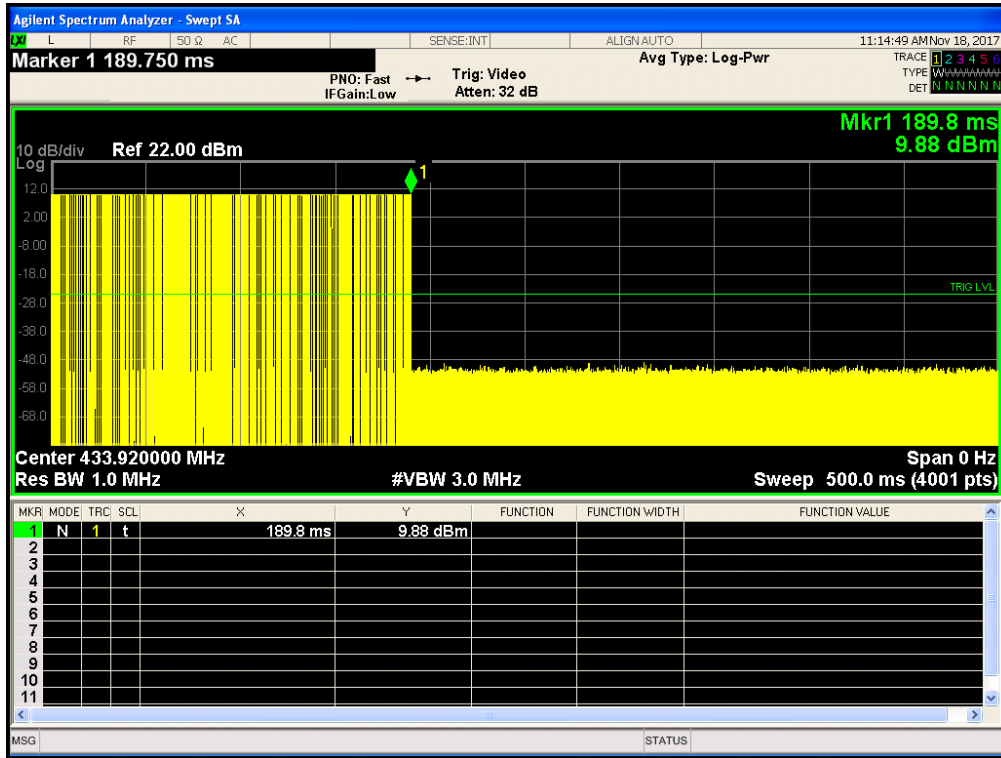 Agilent Spectrum Analyzer - Swept SA
LXI L RF 50 Ω AC SENSE:INT ALIGN AUTO 11:14:49 AM Nov 18, 2017
Marker 1 189.750 ms
PNO: Fast
IFGain:Low
Trig: Video
Atten: 32 dB
Avg Type: Log-Pwr
TRACE 1 2 3 4 5 6
TYPE W
DET N N N N N N
Mkr1 189.8 ms
9.88 dBm
10 dB/div Ref 22.00 dBm
Log
1
12.0
2.00
-8.00
-18.0
TRIG LVL
-28.0
-38.0
-48.0
-58.0
-68.0
Center 433.920000 MHz Span 0 Hz
Res BW 1.0 MHz #VBW 3.0 MHz Sweep 500.0 ms (4001 pts)
MKR MODE TRC SCL X Y FUNCTION FUNCTION WIDTH FUNCTION VALUE
1 N 1 t 189.8 ms 9.88 dBm
2
3
4
5
6
7
8
9
10
11
MSG STATUS